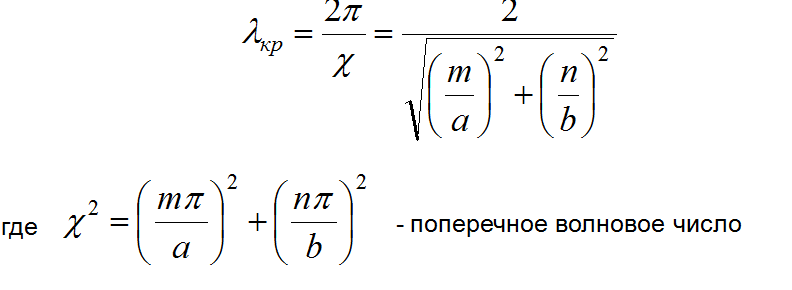 λкр = 2π/χ = 2/√((m/a)² + (n/b)²)
где χ² = (mπ/a)² + (nπ/b)² - поперечное волновое число